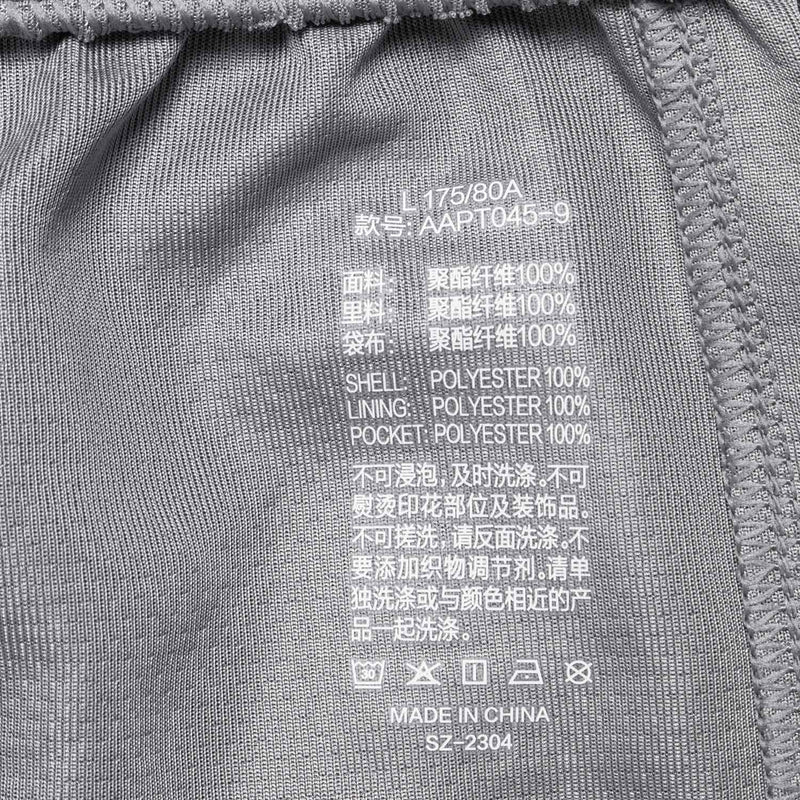 L 175/80A
款号: AAPT045-9
面料: 聚酯纤维100%
里料: 聚酯纤维100%
袋布: 聚酯纤维100%
SHELL: POLYESTER 100%
LINING: POLYESTER 100%
POCKET: POLYESTER 100%
不可浸泡,及时洗涤。不可
熨烫印花部位及装饰品。
不可搓洗,请反面洗涤。不
要添加织物调节剂。请单
独洗涤或与颜色相近的产
品一起洗涤。
30
MADE IN CHINA
SZ-2304